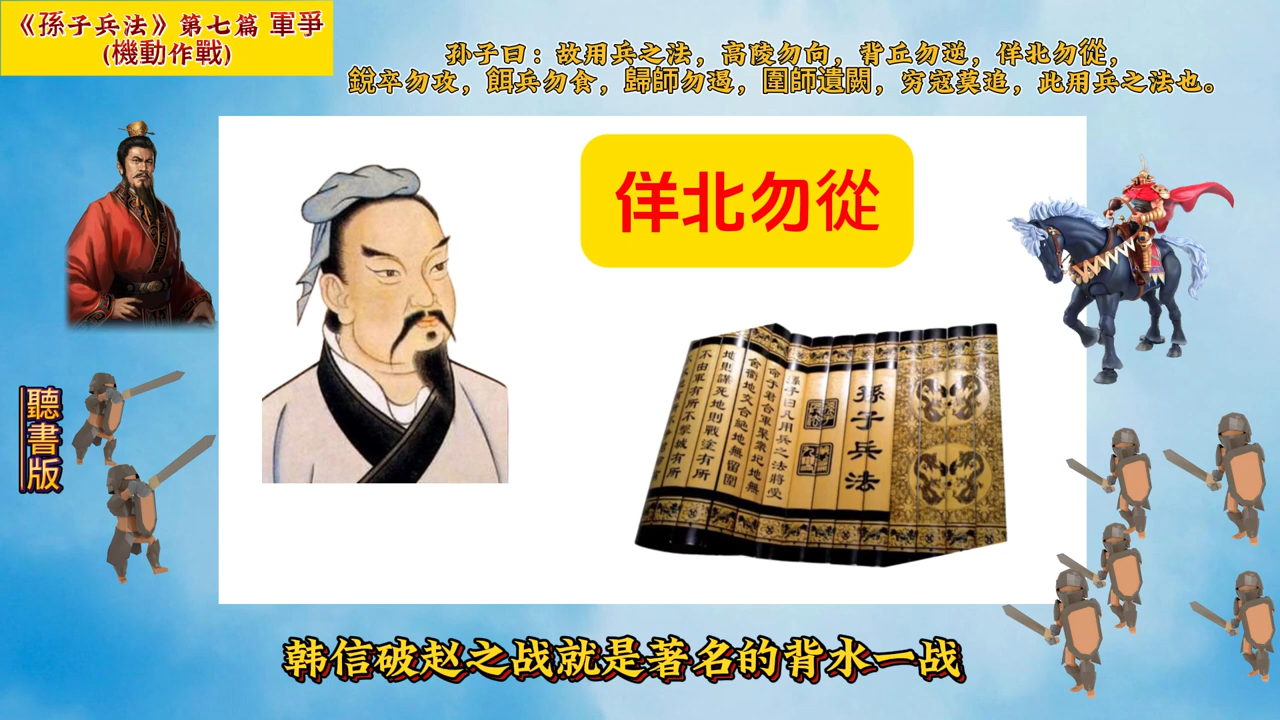 《孫子兵法》第七篇 軍爭
(機動作戰)
孙子曰：故用兵之法，高陵勿向，背丘勿逆，佯北勿從，
銳卒勿攻，餌兵勿食，歸師勿遏，圍師遺闕，穷寇莫追，此用兵之法也。
佯北勿從
聽書版
孫子兵法
韩信破赵之战就是著名的背水一战